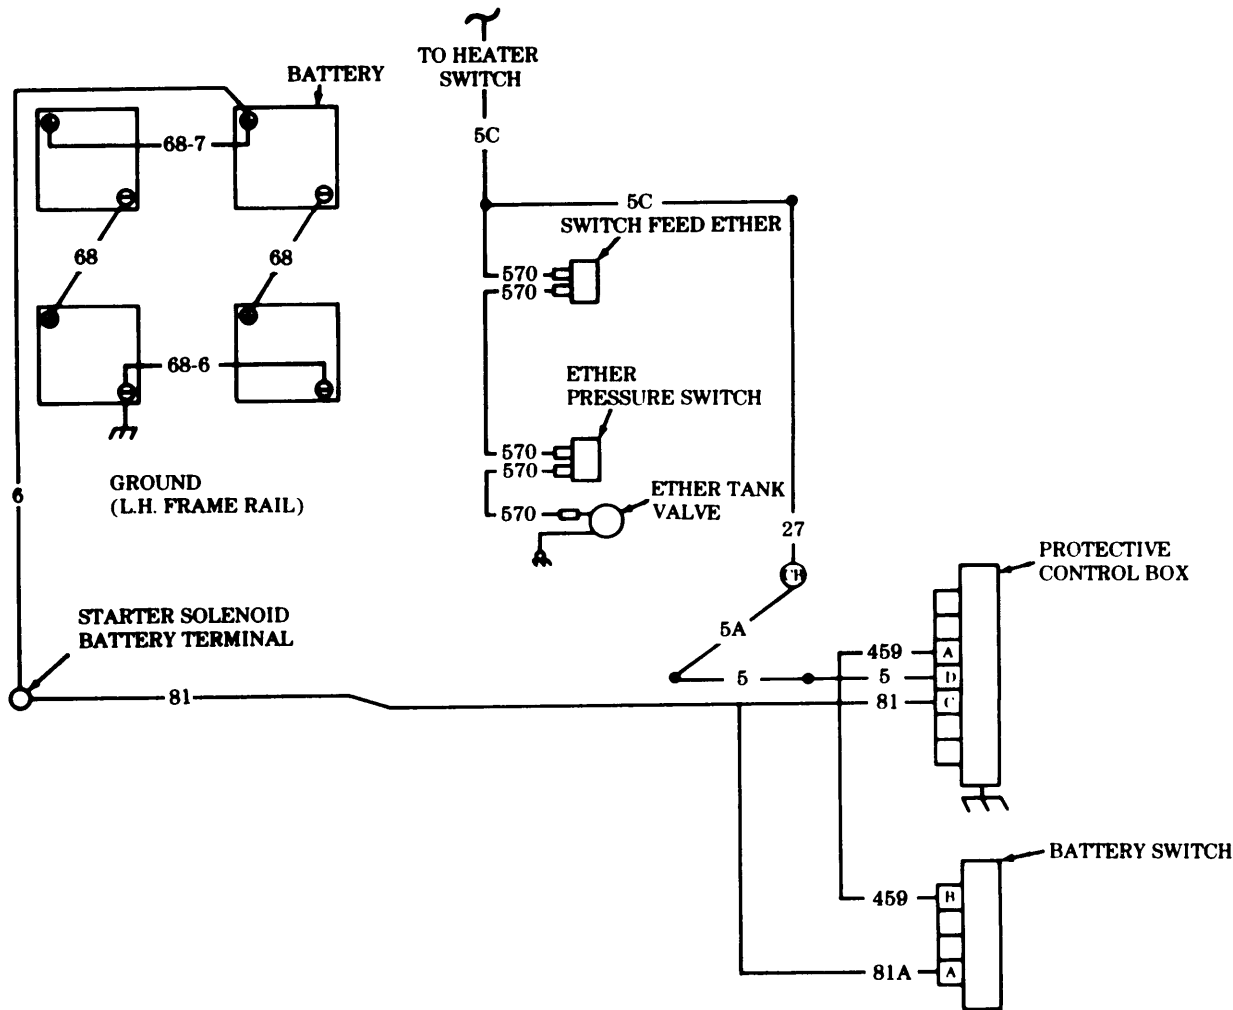 TO HEATER
SWITCH
BATTERY
5C
68-7
5C
SWITCH FEED ETHER
68
68
570
570
68-6
ETHER
PRESSURE SWITCH
570
570
GROUND
(L.H. FRAME RAIL)
6
ETHER TANK
VALVE
570
27
PROTECTIVE
CONTROL BOX
CB
STARTER SOLENOID
BATTERY TERMINAL
5A
459
A
5
5
D
81
81
C
BATTERY SWITCH
459
B
81A
A